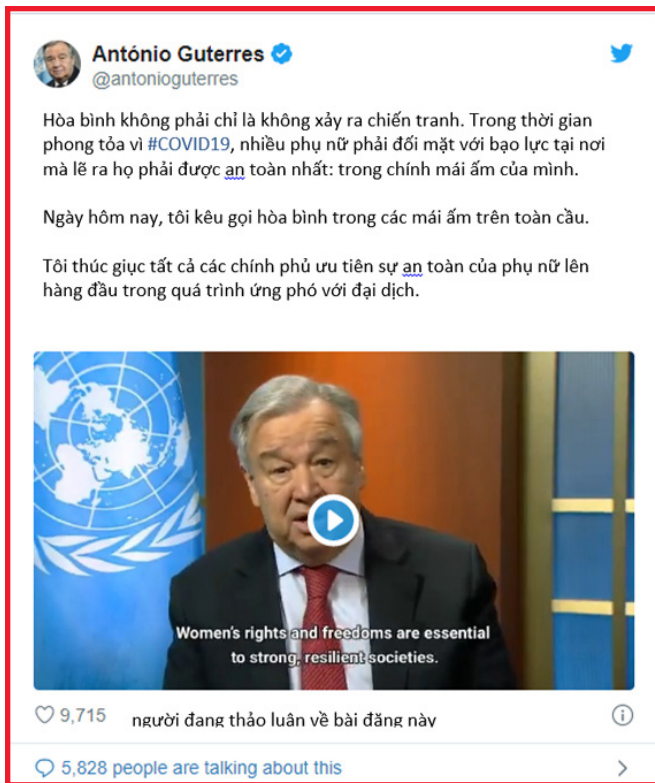 António Guterres
@antonioguterres
Hòa bình không phải chỉ là không xảy ra chiến tranh. Trong thời gian
phong tỏa vì #COVID19, nhiều phụ nữ phải đối mặt với bạo lực tại nơi
mà lẽ ra họ phải được an toàn nhất: trong chính mái ấm của mình.
Ngày hôm nay, tôi kêu gọi hòa bình trong các mái ấm trên toàn cầu.
Tôi thúc giục tất cả các chính phủ ưu tiên sự an toàn của phụ nữ lên
hàng đầu trong quá trình ứng phó với đại dịch.
Women's rights and freedoms are essential
to strong, resilient societies.
9,715 người đang thảo luận về bài đăng này
5,828 people are talking about this